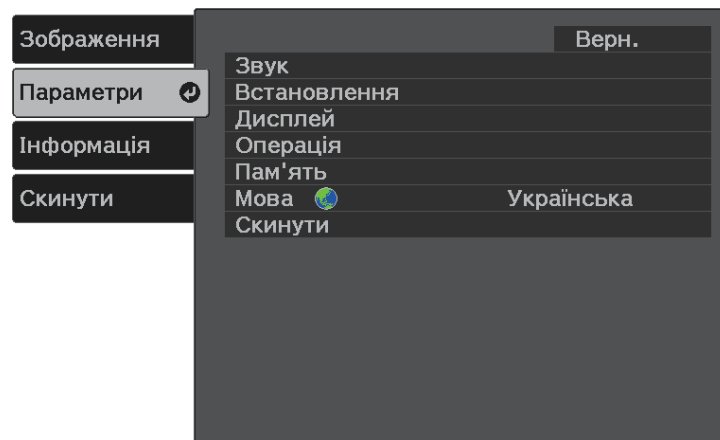 Зображення
Параметри
Інформація
Скинути
Верн.
Звук
Встановлення
Дисплей
Операція
Пам'ять
Мова Українська
Скинути